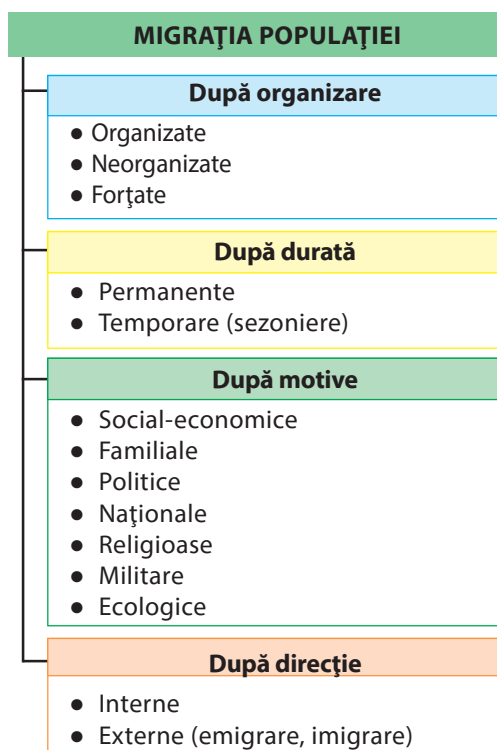 MIGRAŢIA POPULAŢIEI
După organizare
● Organizate
● Neorganizate
● Forţate
După durată
● Permanente
● Temporare (sezoniere)
După motive
● Social-economice
● Familiale
● Politice
● Naţionale
● Religioase
● Militare
● Ecologice
După direcţie
● Interne
● Externe (emigrare, imigrare)